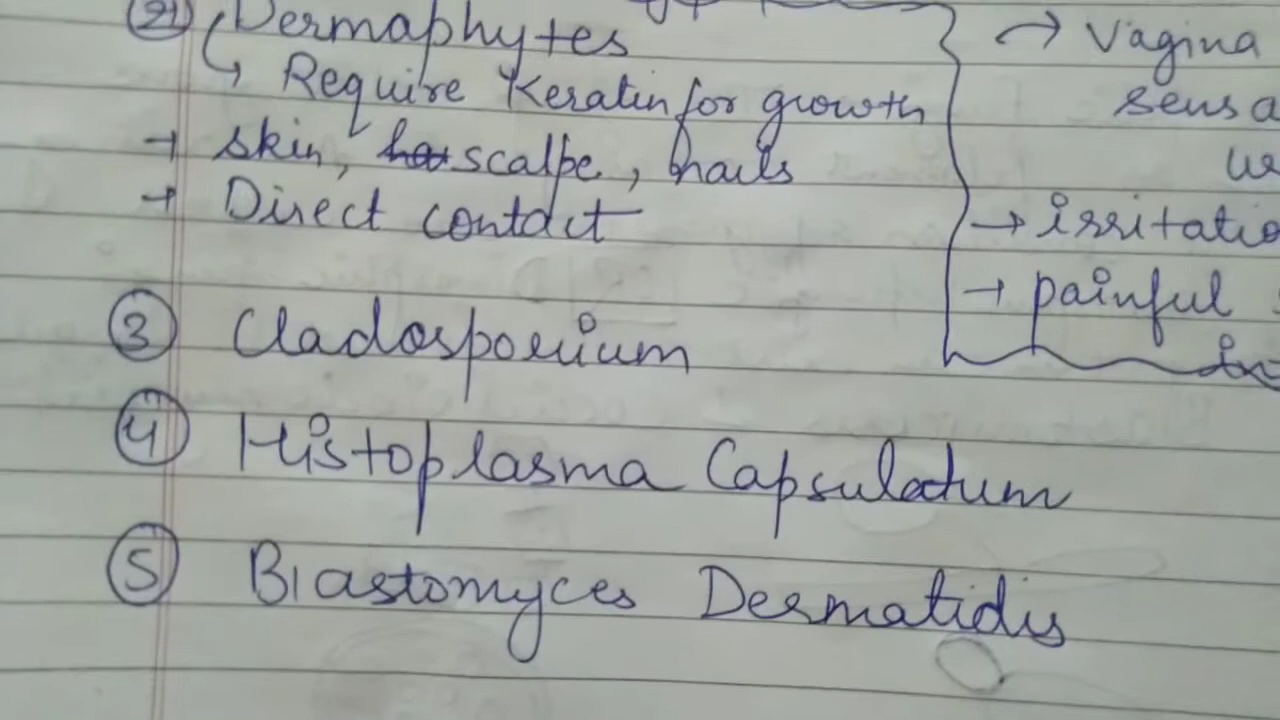 2 Dermaphytes
↳ Require Keratin for growth
→ skin, scalpe, nails
→ Direct contact
3 Cladosporium
4 Histoplasma Capsulatum
5 Blastomyces Dermatidis
→ Vagina
sensa
→ irritatio
→ painful